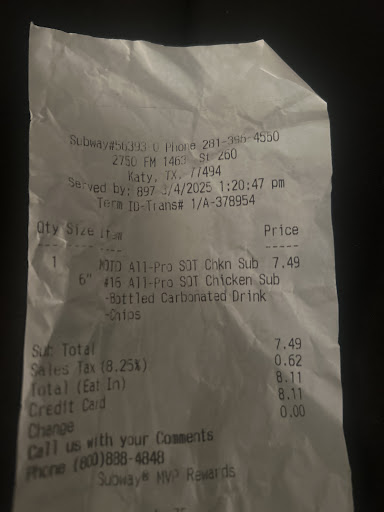 Subway#56393-0 Phone 281-396-4550
2750 FM 1463 St 260
Katy, TX, 77494
Served by: 897 3/4/2025 1:20:47 pm
Term ID-Trans# 1/A-378954
Qty Size Item Price
1 MOTD All-Pro SOT Chkn Sub 7.49
6" #16 All-Pro SOT Chicken Sub
-Bottled Carbonated Drink
-Chips
Sub Total 7.49
Sales Tax (8.25%) 0.62
Total (Eat In) 8.11
Credit Card 8.11
Change 0.00
Call us with your Comments
Phone (800)888-4848
Subway® MVP Rewards